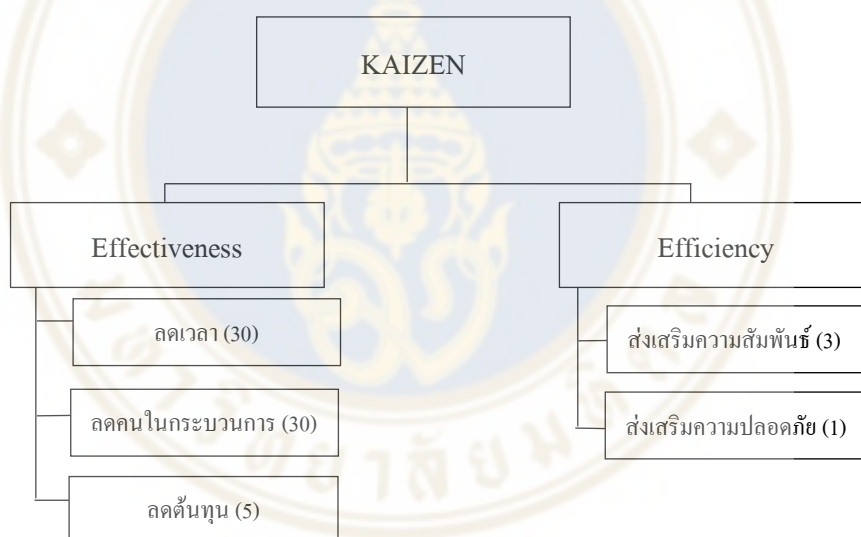 KAIZEN
Effectiveness
ลดเวลา (30)
ลดคนในกระบวนการ (30)
ลดต้นทุน (5)
Efficiency
ส่งเสริมความสัมพันธ์ (3)
ส่งเสริมความปลอดภัย (1)